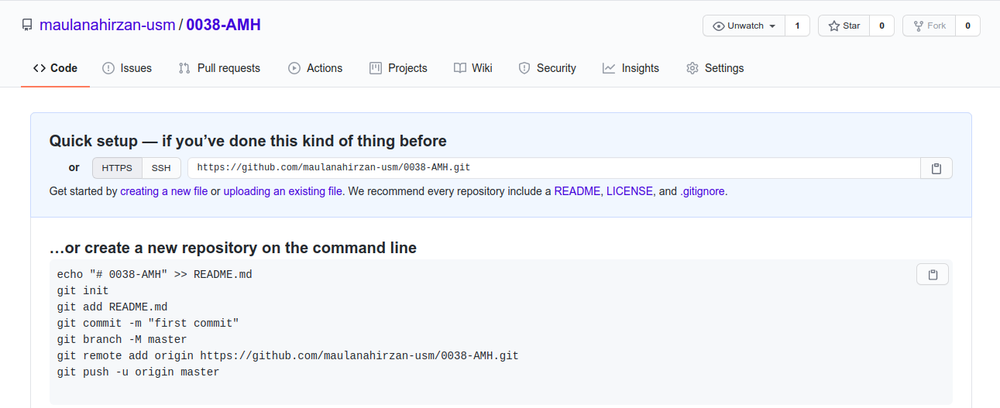 maulanahirzan-usm / 0038-AMH
Unwatch 1 Star 0 Fork 0
Code Issues Pull requests Actions Projects Wiki Security Insights Settings
Quick setup — if you’ve done this kind of thing before
or HTTPS SSH https://github.com/maulanahirzan-usm/0038-AMH.git
Get started by creating a new file or uploading an existing file. We recommend every repository include a README, LICENSE, and .gitignore.
…or create a new repository on the command line
echo "# 0038-AMH" >> README.md
git init
git add README.md
git commit -m "first commit"
git branch -M master
git remote add origin https://github.com/maulanahirzan-usm/0038-AMH.git
git push -u origin master